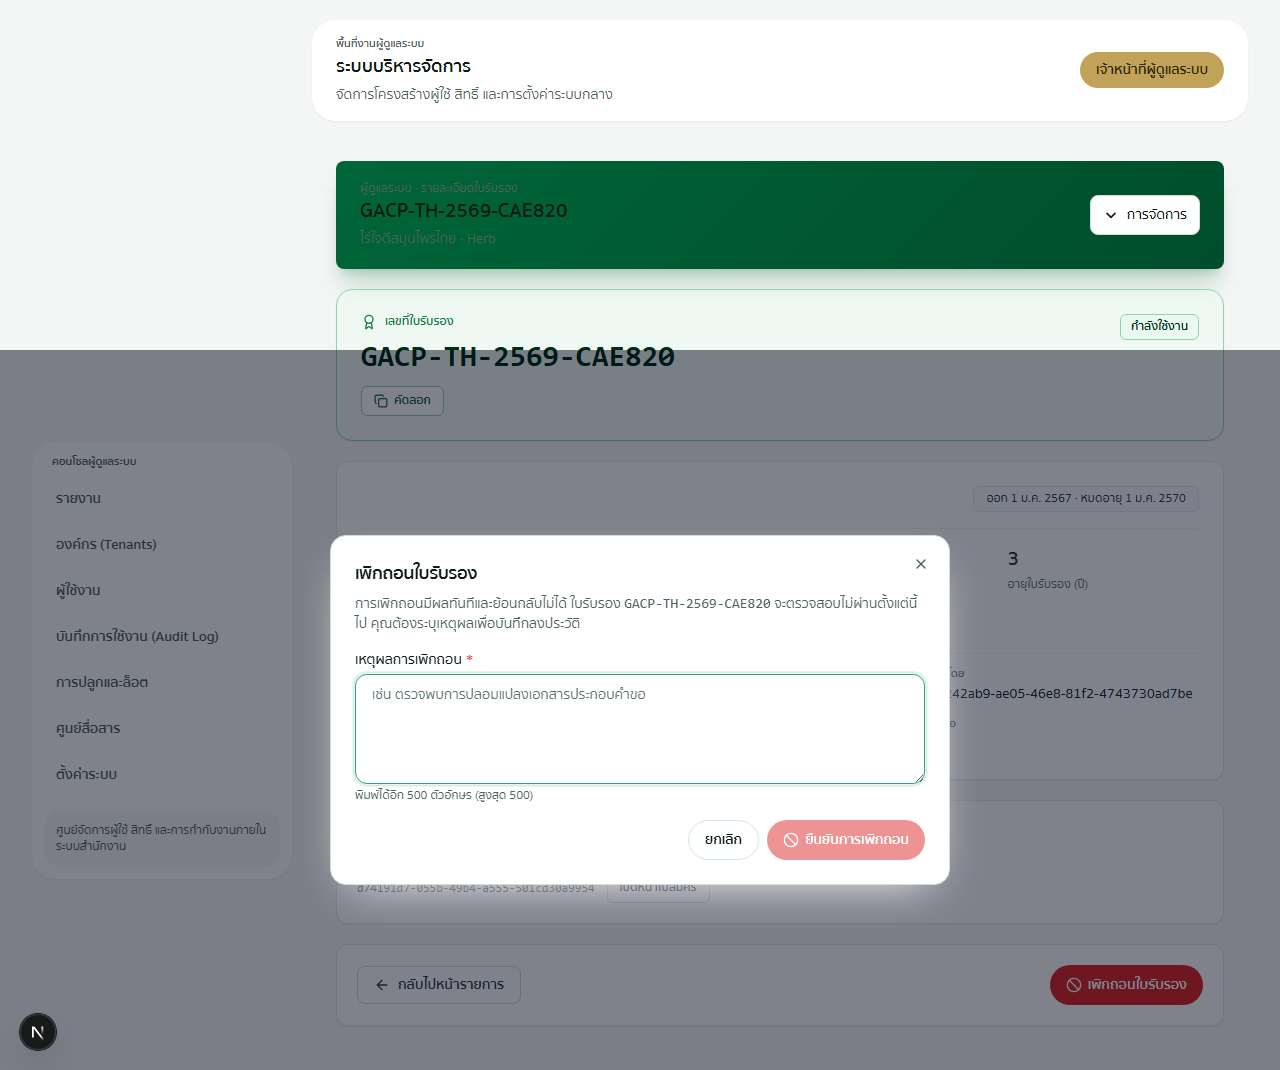 พื้นที่งานผู้ดูแลระบบ
ระบบบริหารจัดการ
จัดการโครงสร้างผู้ใช้ สิทธิ์ และการตั้งค่าระบบกลาง
เจ้าหน้าที่ผู้ดูแลระบบ
ผู้ดูแลระบบ · รายละเอียดใบรับรอง
GACP-TH-2569-CAE820
ไร่ใจดีสมุนไพรไทย · Herb
การจัดการ
เลขที่ใบรับรอง
กำลังใช้งาน
GACP-TH-2569-CAE820
คัดลอก
คอนโซลผู้ดูแลระบบ
รายงาน
องค์กร (Tenants)
ผู้ใช้งาน
บันทึกการใช้งาน (Audit Log)
การปลูกและล็อต
ศูนย์สื่อสาร
ตั้งค่าระบบ
ศูนย์จัดการผู้ใช้ สิทธิ์ และการกำกับงานภายใน
ระบบสำนักงาน
ออก 1 ม.ค. 2567 · หมดอายุ 1 ม.ค. 2570
3
อายุใบรับรอง (ปี)
โดย
242ab9-ae05-46e8-81f2-4743730ad7be
เพิกถอนใบรับรอง
การเพิกถอนมีผลทันทีและย้อนกลับไม่ได้ ใบรับรอง GACP-TH-2569-CAE820 จะตรวจสอบไม่ผ่านตั้งแต่นี้
ไป คุณต้องระบุเหตุผลเพื่อบันทึกลงประวัติ
เหตุผลการเพิกถอน *
เช่น ตรวจพบการปลอมแปลงเอกสารประกอบคำขอ
พิมพ์ได้อีก 500 ตัวอักษร (สูงสุด 500)
ยกเลิก
ยืนยันการเพิกถอน
d74191d7-055b-49b4-a555-501cd30a9954
เปิดหน้าใบสมัคร
กลับไปหน้ารายการ
เพิกถอนใบรับรอง
N